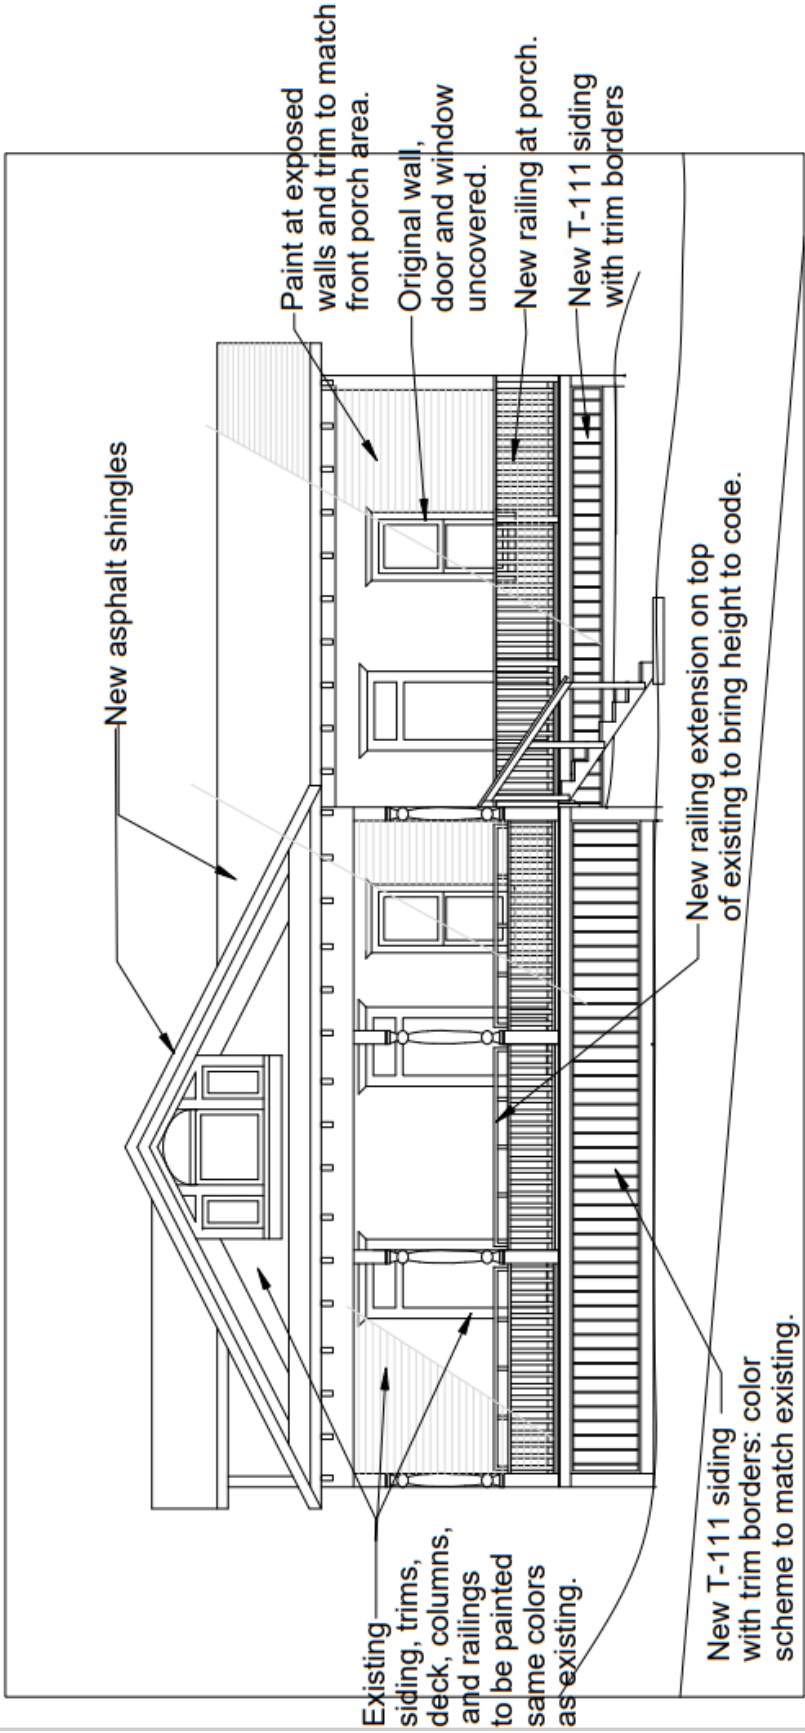 New asphalt shingles
Paint at exposed
walls and trim to match
front porch area.
Original wall,
door and window
uncovered.
New railing at porch.
New T-111 siding
with trim borders
New railing extension on top
of existing to bring height to code.
Existing
siding, trims,
deck, columns,
and railings
to be painted
same colors
as existing.
New T-111 siding
with trim borders: color
scheme to match existing.